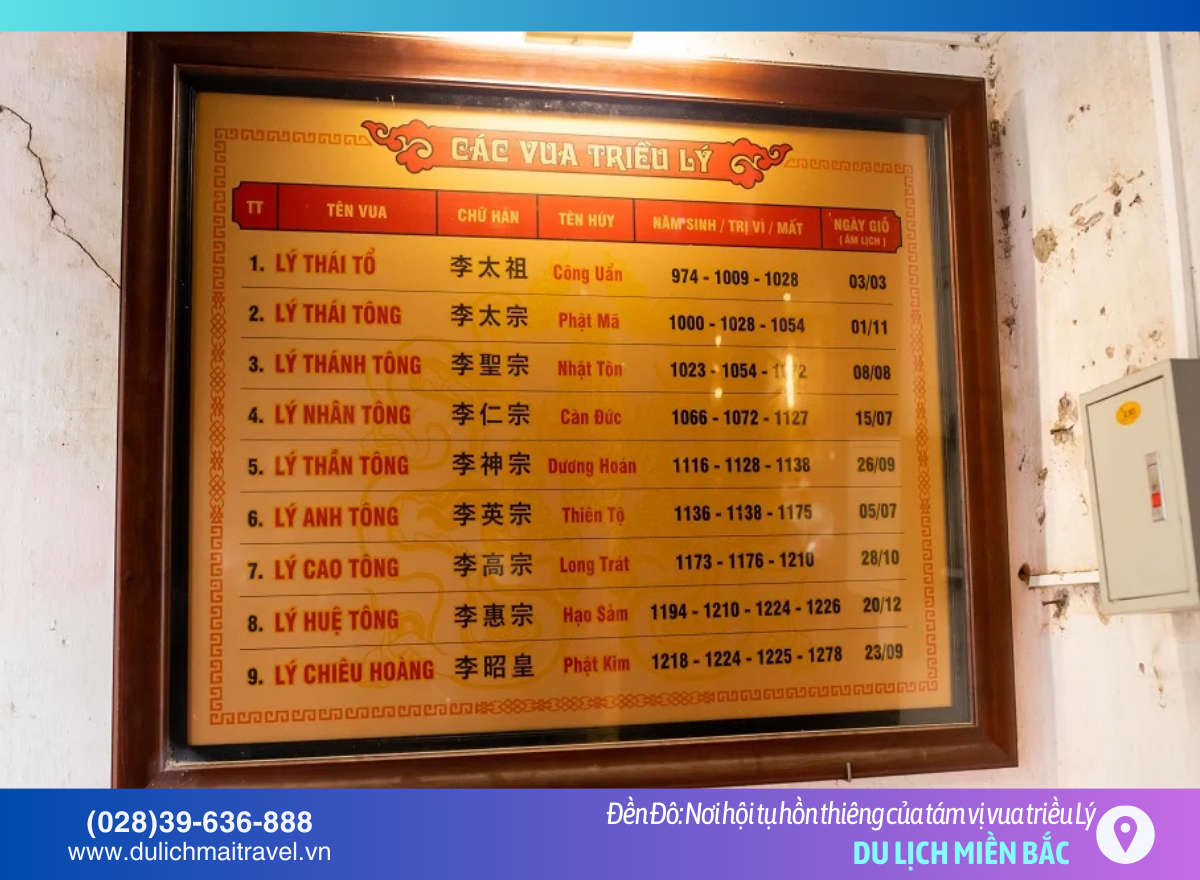 CÁC VUA TRIỀU LÝ
TT TÊN VUA CHỮ HÁN TÊN HÚY NĂM SINH / TRỊ VÌ / MẤT NGÀY GIỖ
( ÂM LỊCH )
1. LÝ THÁI TỔ 李太祖 Công Uẩn 974 - 1009 - 1028 03/03
2. LÝ THÁI TÔNG 李太宗 Phật Mã 1000 - 1028 - 1054 01/11
3. LÝ THÁNH TÔNG 李聖宗 Nhật Tôn 1023 - 1054 - 1072 08/08
4. LÝ NHÂN TÔNG 李仁宗 Càn Đức 1066 - 1072 - 1127 15/07
5. LÝ THẦN TÔNG 李神宗 Dương Hoán 1116 - 1128 - 1138 26/09
6. LÝ ANH TÔNG 李英宗 Thiên Tộ 1136 - 1138 - 1175 05/07
7. LÝ CAO TÔNG 李高宗 Long Trát 1173 - 1176 - 1210 28/10
8. LÝ HUỆ TÔNG 李惠宗 Hạo Sảm 1194 - 1210 - 1224 - 1226 20/12
9. LÝ CHIÊU HOÀNG 李昭皇 Phật Kim 1218 - 1224 - 1225 - 1278 23/09
(028)39-636-888
www.dulichmaitravel.vn
Đền Đô: Nơi hội tụ hồn thiêng của tám vị vua triều Lý
DU LỊCH MIỀN BẮC